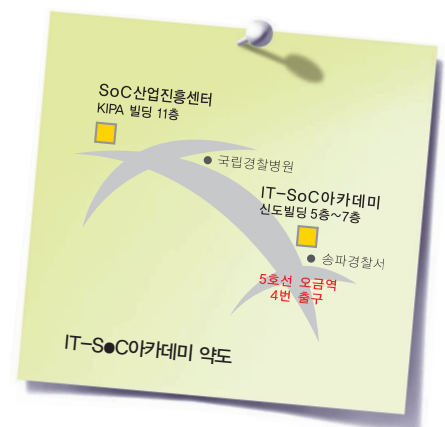 SoC산업진흥센터
KIPA 빌딩 11층
국립경찰병원
IT-SoC아카데미
신도빌딩 5층~7층
송파경찰서
5호선 오금역
4번 출구
IT-S●C아카데미 약도